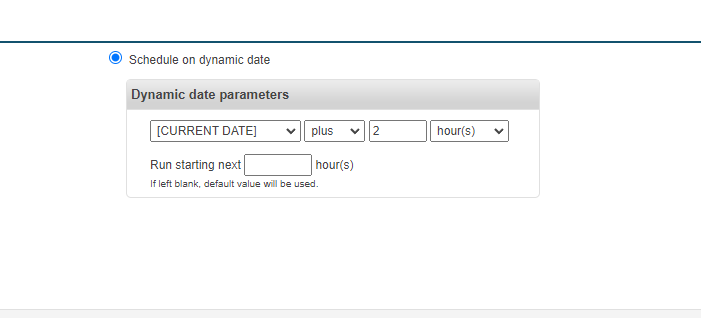 Schedule on dynamic date
Dynamic date parameters
[CURRENT DATE] plus 2 hour(s)
Run starting next hour(s)
If left blank, default value will be used.